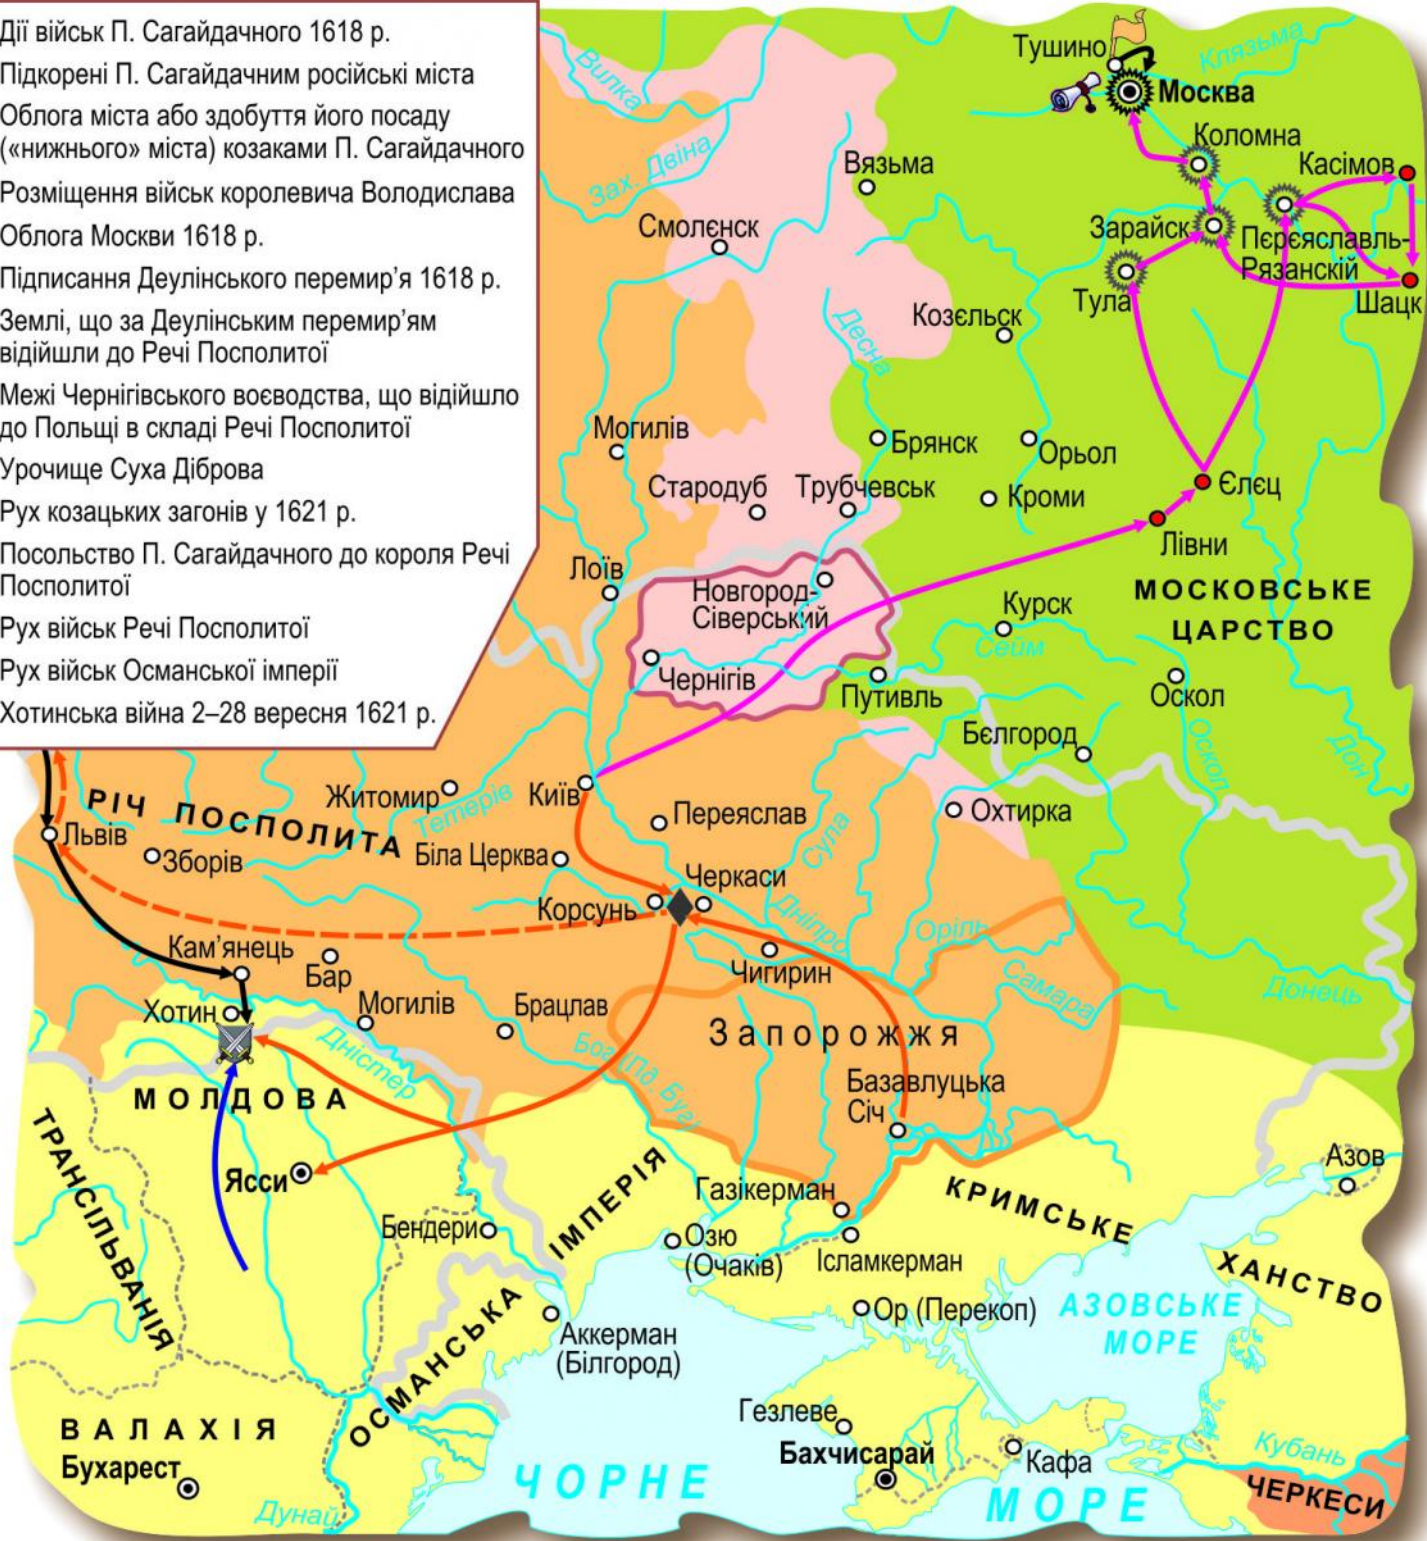 Дії військ П. Сагайдачного 1618 р.
Підкорені П. Сагайдачним російські міста
Облога міста або здобуття його посаду
(«нижнього» міста) козаками П. Сагайдачного
Розміщення військ королевича Володислава
Облога Москви 1618 р.
Підписання Деулінського перемир’я 1618 р.
Землі, що за Деулінським перемир’ям
відійшли до Речі Посполитої
Межі Чернігівського воєводства, що відійшло
до Польщі в складі Речі Посполитої
Урочище Суха Діброва
Рух козацьких загонів у 1621 р.
Посольство П. Сагайдачного до короля Речі
Посполитої
Рух військ Речі Посполитої
Рух військ Османської імперії
Хотинська війна 2–28 вересня 1621 р.
Тушино
Клязьма
Москва
Вилка
Коломна
Зах. Двіна
Вязьма
Касімов
Смолєнск
Зарайск
Пєрєяславль-
Рязанскій
Тула
Шацк
Козєльск
Десна
Могилів
Брянск
Орьол
Стародуб
Трубчевськ
Кроми
Єлєц
Лівни
Лоїв
Новгород-
Сіверський
МОСКОВСЬКЕ
ЦАРСТВО
Курск
Сейм
Чернігів
Путивль
Оскол
Бєлгород
Оскол
Дон
РІЧ ПОСПОЛИТА
Житомир
Тетерів
Київ
Переяслав
Охтирка
Львів
Зборів
Біла Церква
Сула
Черкаси
Корсунь
Дніпро
Оріль
Кам’янець
Бар
Чигирин
Самара
Донець
Хотин
Могилів
Брацлав
Запорожжя
Дністер
Бог (Пд. Буг)
МОЛДОВА
Базавлуцька
Січ
ТРАНСІЛЬВАНІЯ
Ясси
Азов
Газікерман
КРИМСЬКЕ
ХАНСТВО
Бендери
Озю
(Очаків)
Ісламкерман
ОСМАНСЬКА ІМПЕРІЯ
Ор (Перекоп)
АЗОВСЬКЕ
МОРЕ
Аккерман
(Білгород)
ВАЛАХІЯ
Бухарест
Гезлеве
Бахчисарай
Кафа
Кубань
ЧОРНЕ
МОРЕ
ЧЕРКЕСИ
Дунай